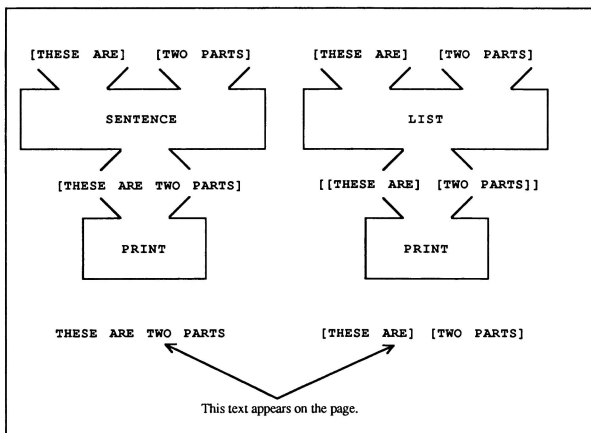 [THESE ARE] [TWO PARTS] [THESE ARE] [TWO PARTS]
SENTENCE LIST
[THESE ARE TWO PARTS] [[THESE ARE] [TWO PARTS]]
PRINT PRINT
THESE ARE TWO PARTS [THESE ARE] [TWO PARTS]
This text appears on the page.